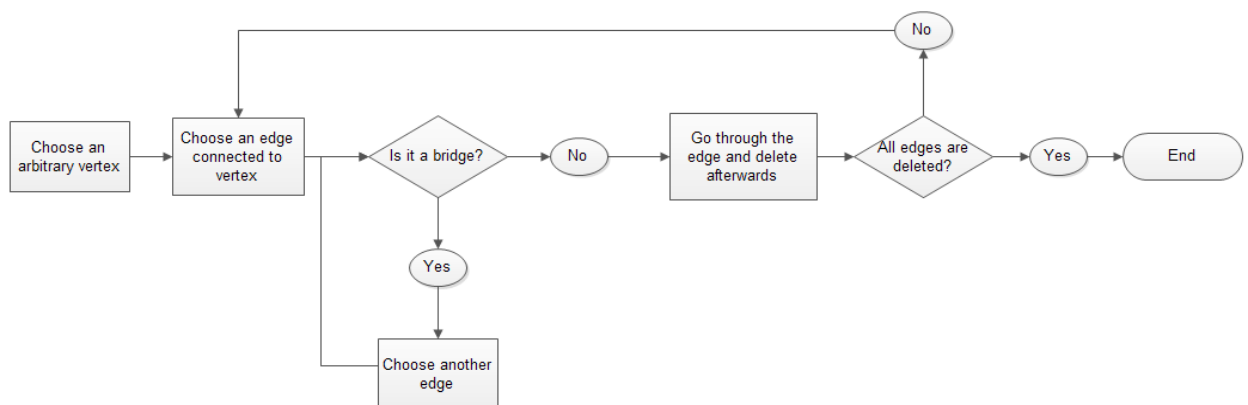 No
Choose an
arbitrary vertex
Choose an edge
connected to
vertex
Is it a bridge?
No
Go through the
edge and delete
afterwards
All edges are
deleted?
Yes
End
Yes
Choose another
edge